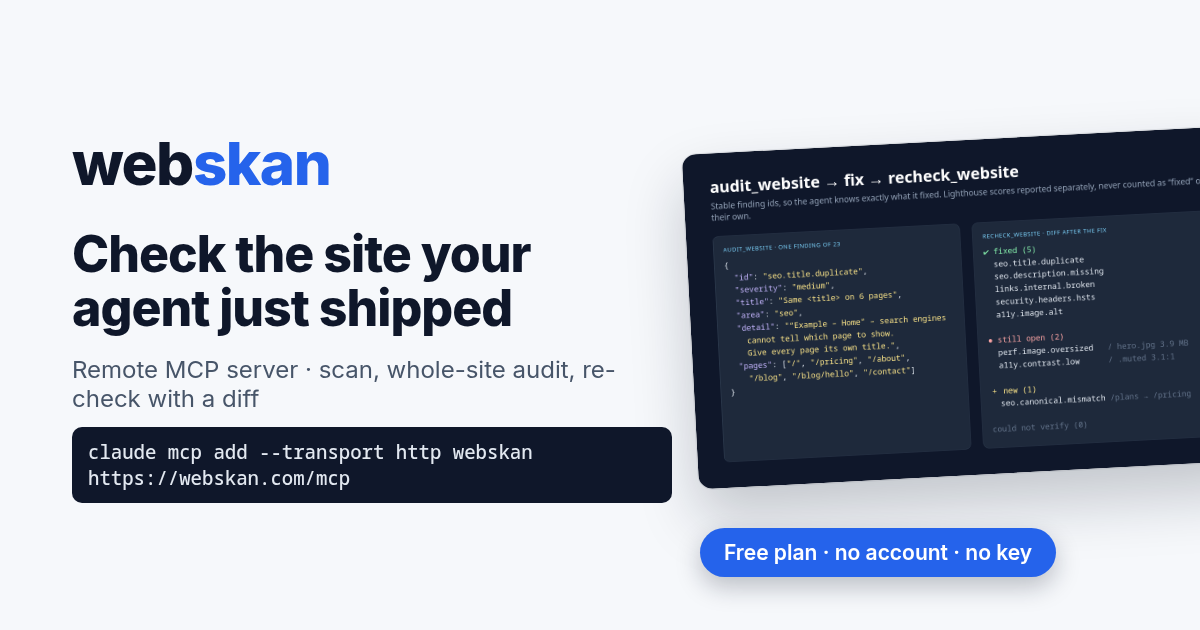 webskan
Check the site your
agent just shipped
Remote MCP server · scan, whole-site audit, re-
check with a diff
claude mcp add --transport http webskan
https://webskan.com/mcp
audit_website → fix → recheck_website
Stable finding ids, so the agent knows exactly what it fixed. Lighthouse scores reported separately, never counted as "fixed" o
their own.
AUDIT_WEBSITE · ONE FINDING OF 23
{
"id": "seo.title.duplicate",
"severity": "medium",
"title": "Same <title> on 6 pages",
"area": "seo",
"detail": "“Example – Home” – search engines
cannot tell which page to show.
Give every page its own title.",
"pages": ["/", "/pricing", "/about",
"/blog", "/blog/hello", "/contact"]
}
RECHECK_WEBSITE · DIFF AFTER THE FIX
✔ fixed (5)
seo.title.duplicate
seo.description.missing
links.internal.broken
security.headers.hsts
a11y.image.alt
● still open (2)
perf.image.oversized / hero.jpg 3.9 MB
a11y.contrast.low / .muted 3.1:1
+ new (1)
seo.canonical.mismatch /plans → /pricing
could not verify (0)
Free plan · no account · no key